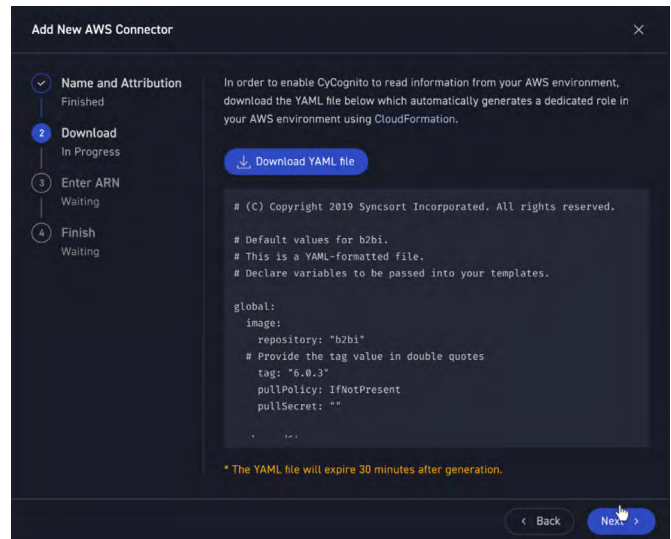 Add New AWS Connector
Name and Attribution
Finished
2
Download
In Progress
3
Enter ARN
Waiting
4
Finish
Waiting
In order to enable CyCognito to read information from your AWS environment,
download the YAML file below which automatically generates a dedicated role in
your AWS environment using CloudFormation.
Download YAML file
# (C) Copyright 2019 Syncsort Incorporated. All rights reserved.
# Default values for b2bi.
# This is a YAML-formatted file.
# Declare variables to be passed into your templates.
global:
image:
repository: "b2bi"
# Provide the tag value in double quotes
tag: "6.0.3"
pullPolicy: IfNotPresent
pullSecret: ""
* The YAML file will expire 30 minutes after generation.
< Back
Next >